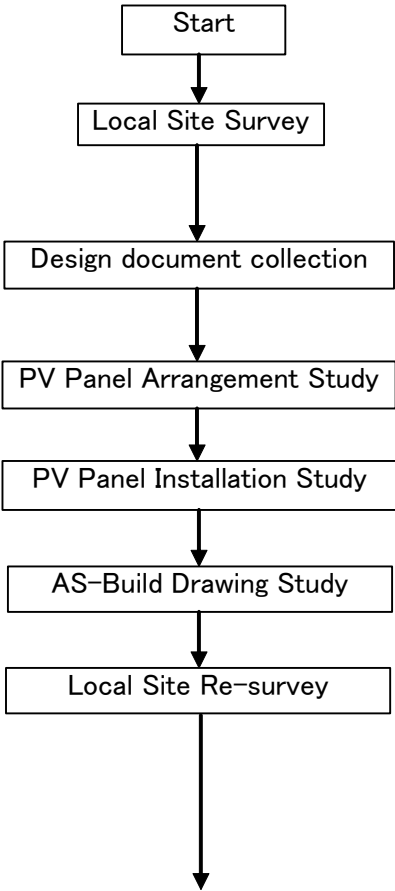 Start
Local Site Survey
Design document collection
PV Panel Arrangement Study
PV Panel Installation Study
AS-Build Drawing Study
Local Site Re-survey